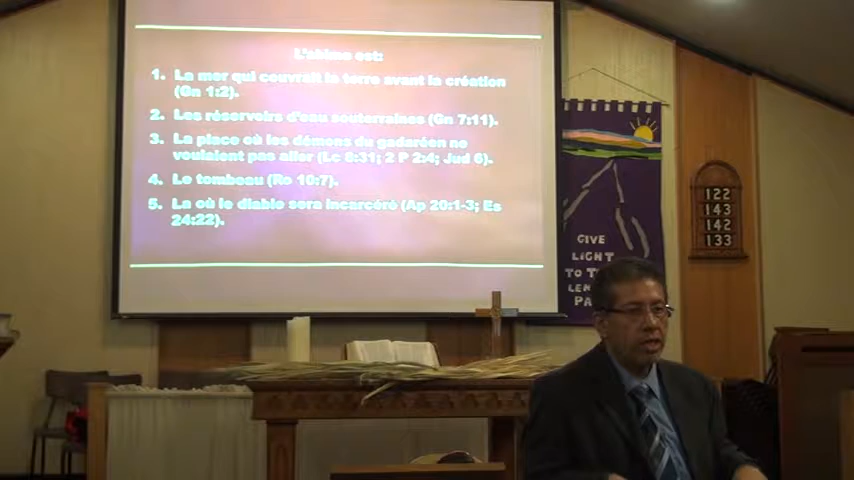 L'abîme est:
1. La mer qui couvrait la terre avant la création
(Gn 1:2).
2. Les réservoirs d'eau souterraines (Gn 7:11).
3. La place où les démons du gadaréen ne
voulaient pas aller (Lc 8:31; 2 P 2:4; Jud 6).
4. Le tombeau (Ro 10:7).
5. La où le diable sera incarcéré (Ap 20:1-3; Es
24:22).
GIVE
LIGHT
TO
122
143
142
133